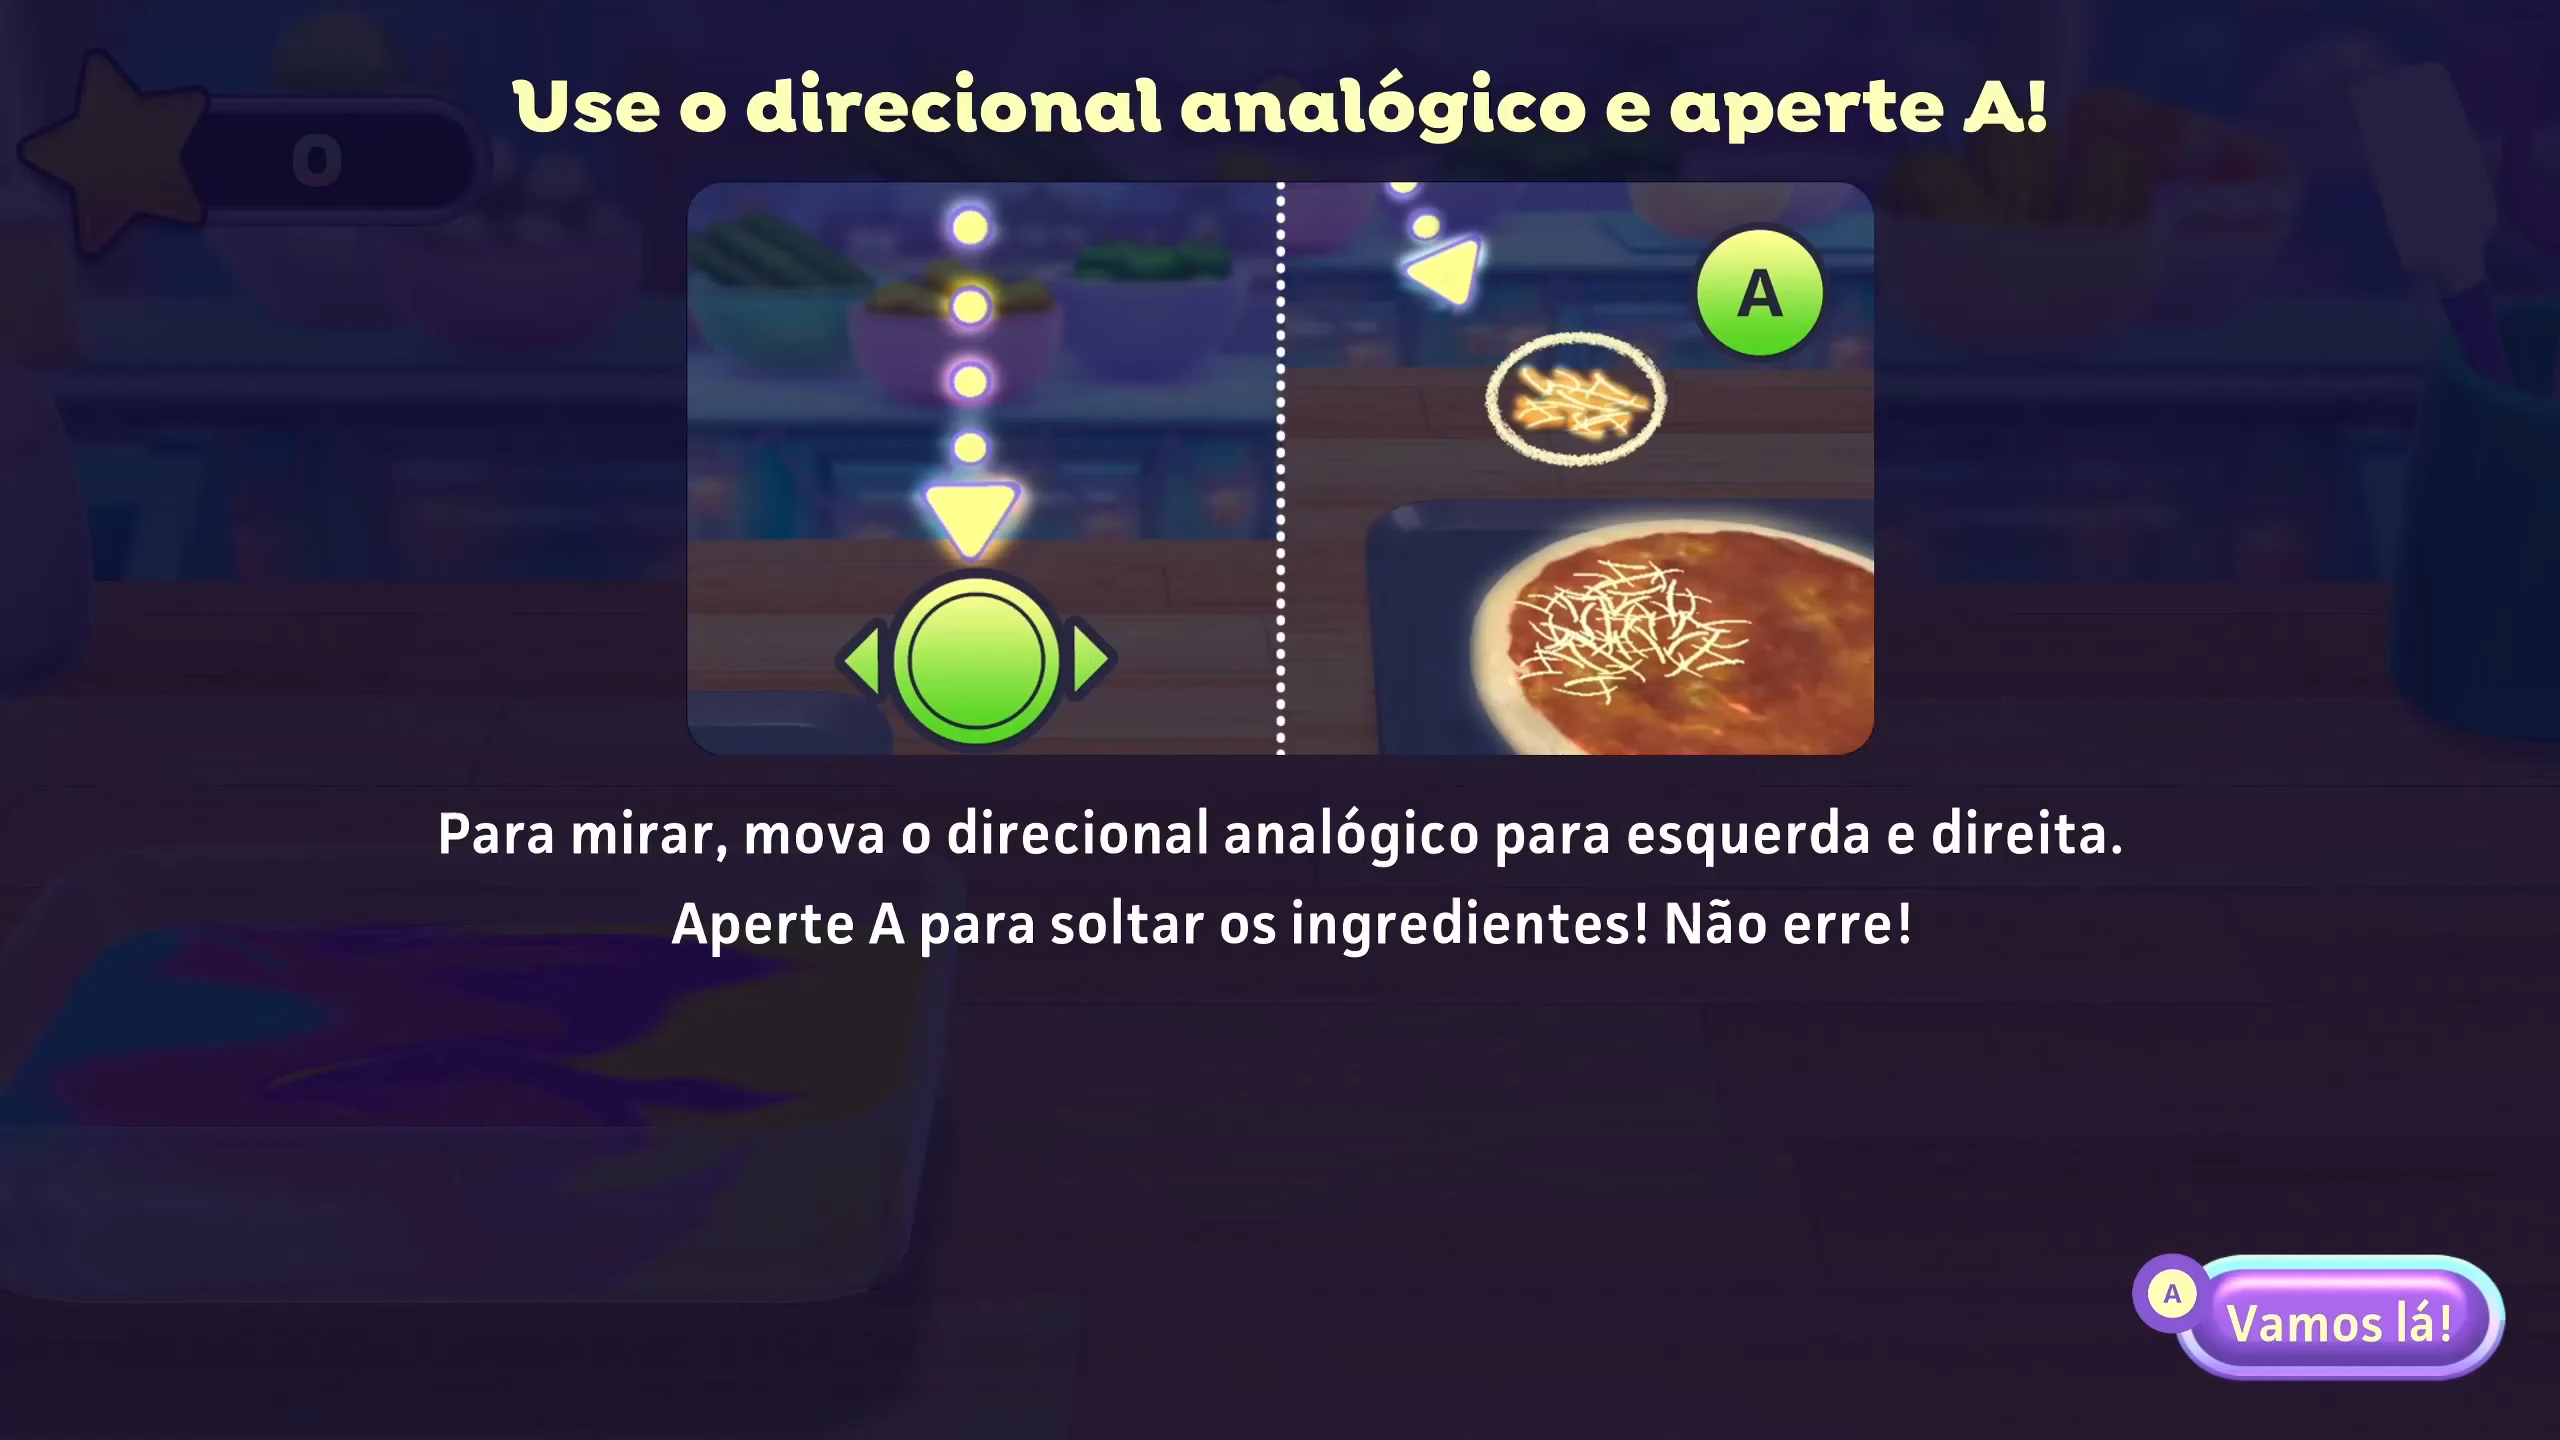 Use o direcional analógico e aperte A!
0
A
Para mirar, mova o direcional analógico para esquerda e direita.
Aperte A para soltar os ingredientes! Não erre!
A
Vamos lá!